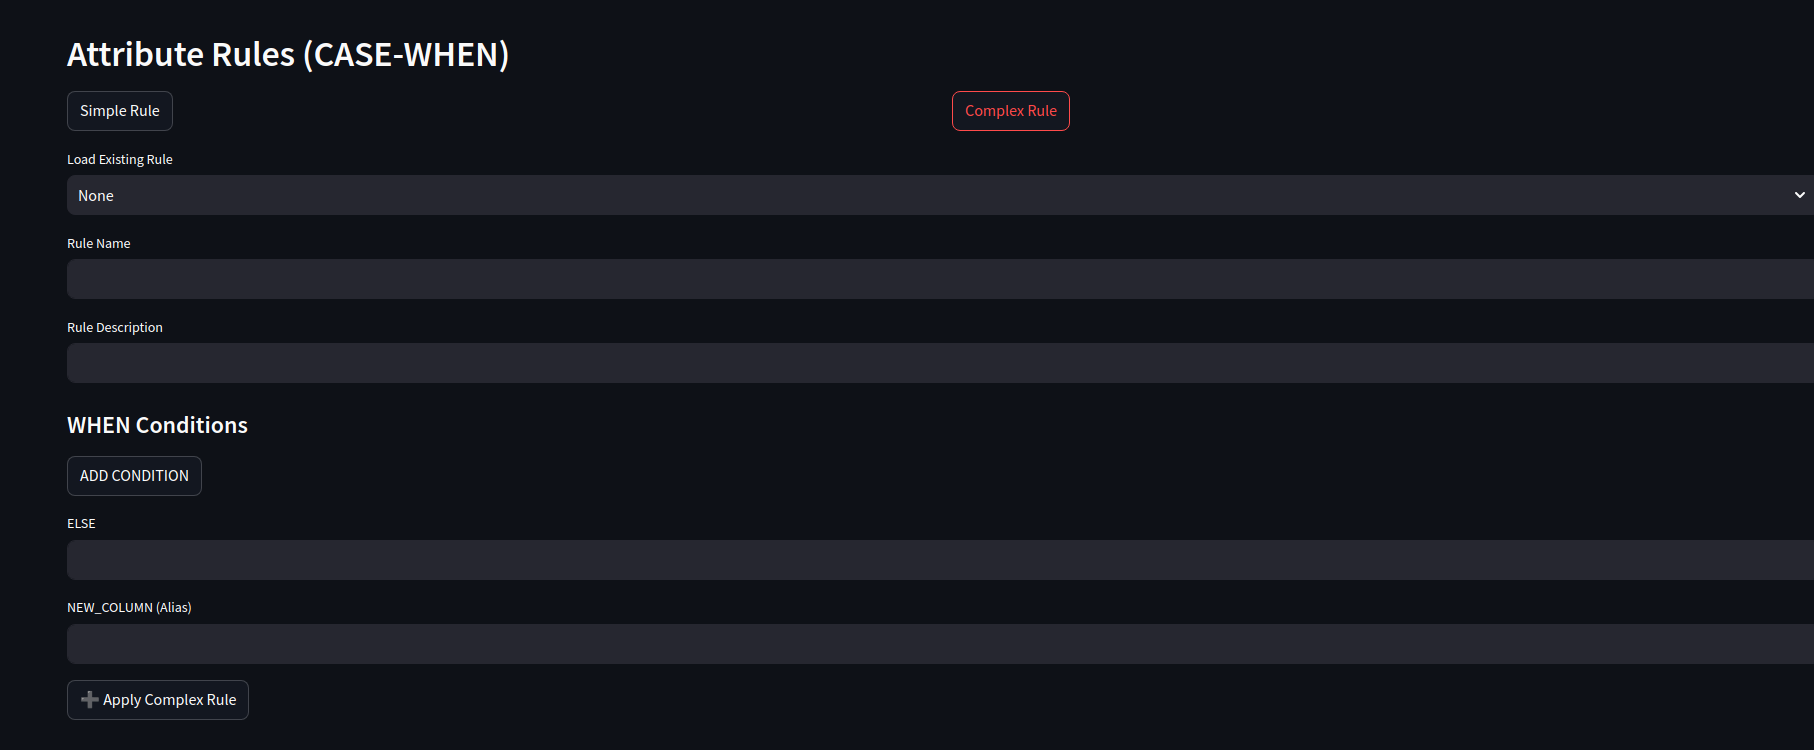 Attribute Rules (CASE-WHEN)
Simple Rule
Complex Rule
Load Existing Rule
None
Rule Name
Rule Description
WHEN Conditions
ADD CONDITION
ELSE
NEW_COLUMN (Alias)
➕ Apply Complex Rule